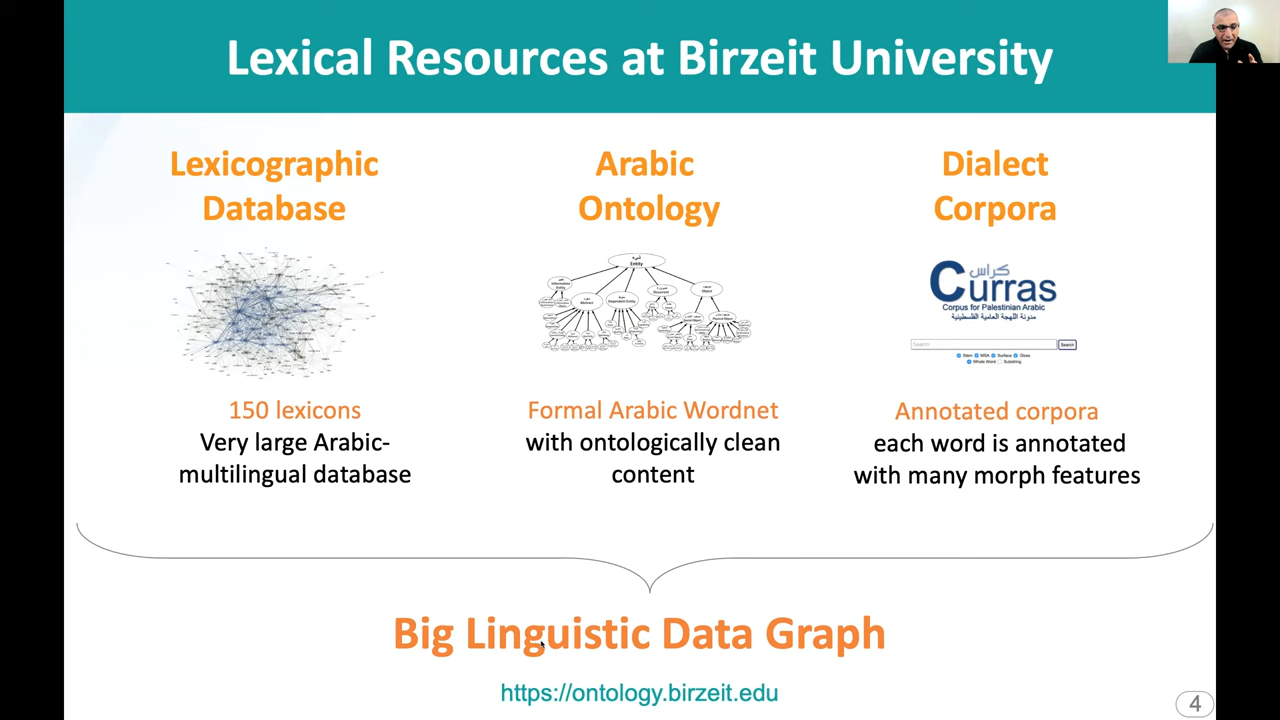 Lexical Resources at Birzeit University
Lexicographic
Database
Arabic
Ontology
Dialect
Corpora
Entity
كراس
Curras
Corpus for Palestinian Arabic
مدونة اللهجة العامية الفلسطينية
Search
Search
Stem MSA Surface Gloss
Whole Word Substring
150 lexicons
Very large Arabic-
multilingual database
Formal Arabic Wordnet
with ontologically clean
content
Annotated corpora
each word is annotated
with many morph features
Big Linguistic Data Graph
https://ontology.birzeit.edu
4